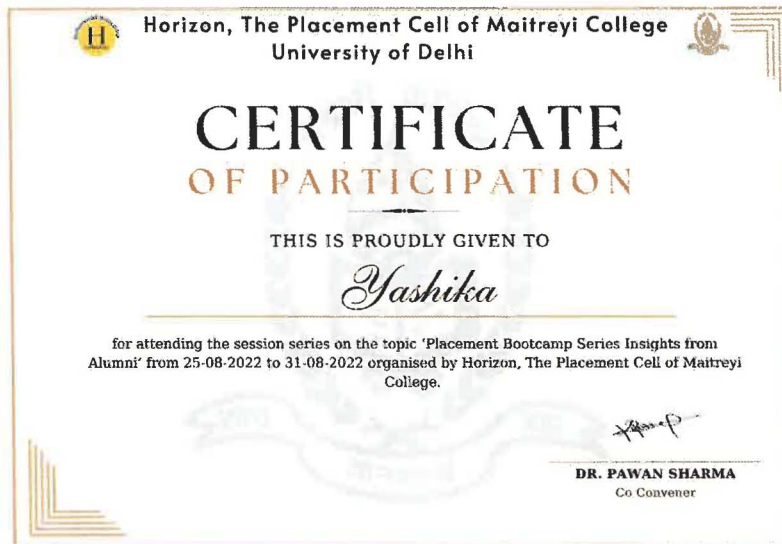 H
Horizon, The Placement Cell of Maitreyi College
University of Delhi
CERTIFICATE
OF PARTICIPATION
THIS IS PROUDLY GIVEN TO
Yashika
for attending the session series on the topic 'Placement Bootcamp Series Insights from
Alumni' from 25-08-2022 to 31-08-2022 organised by Horizon, The Placement Cell of Maitreyi
College.
DR. PAWAN SHARMA
Co Convener